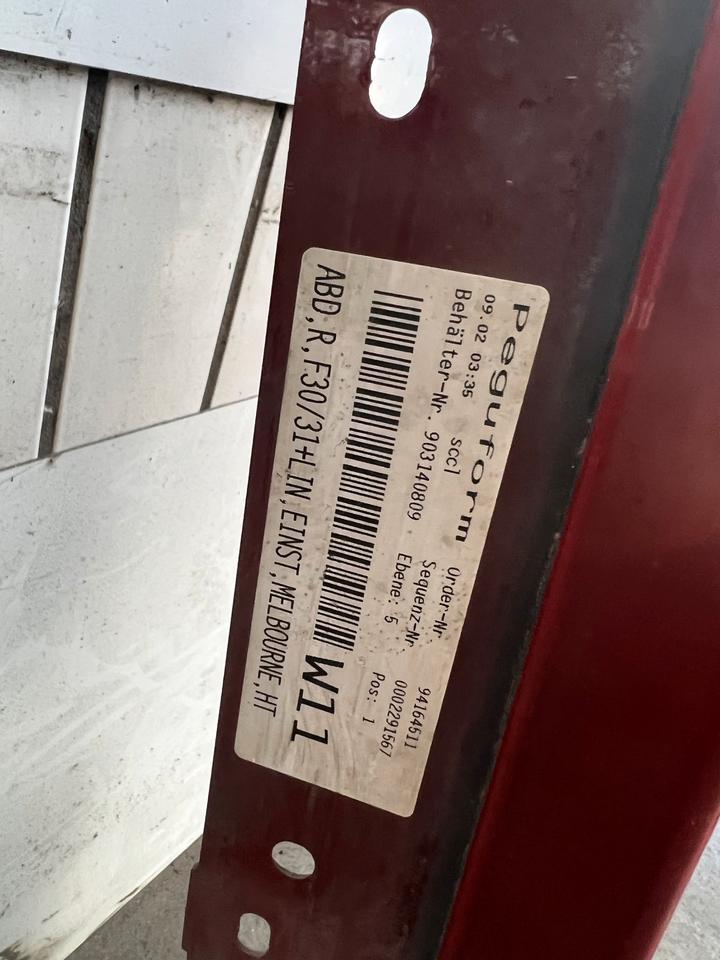 Peguform
09.02 03:35 sccl Order-Nr 94164511
Behälter-Nr. 903140809 Sequenz-Nr 0002291567
Ebene: 5 Pos: 1
W11
ABD,R,F30/31+LIN,EINST,MELBOURNE,HT